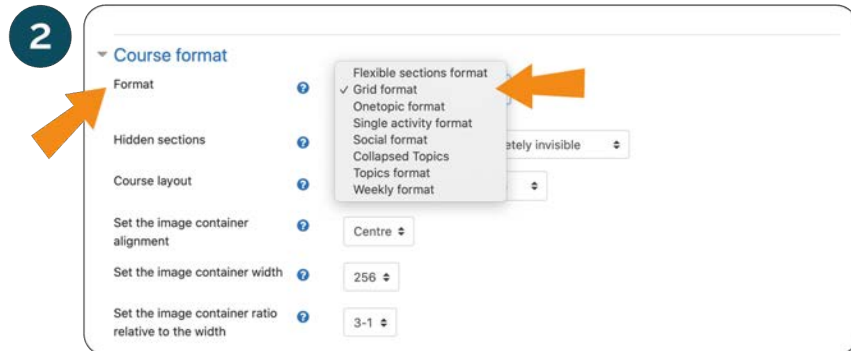 2
Course format
Format
Flexible sections format
✓ Grid format
Onetopic format
Single activity format
Social format
Collapsed Topics
Topics format
Weekly format
Hidden sections
invisible
Course layout
Set the image container
alignment
Centre
Set the image container width
256
Set the image container ratio
relative to the width
3-1